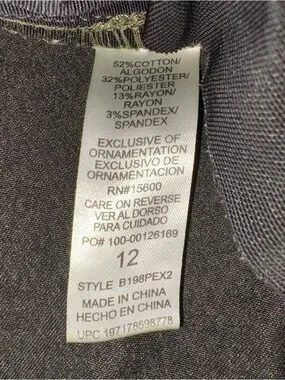 52%COTTON/
ALGODON
32%POLYESTER/
POLIESTER
13%RAYON/
RAYON
3%SPANDEX/
SPANDEX
EXCLUSIVE OF
ORNAMENTATION
EXCLUSIVO DE
ORNAMENTACION
RN#15600
CARE ON REVERSE
VER AL DORSO
PARA CUIDADO
PO# 100-00126169
12
STYLE B198PEX2
MADE IN CHINA
HECHO EN CHINA
UPC 197178698778